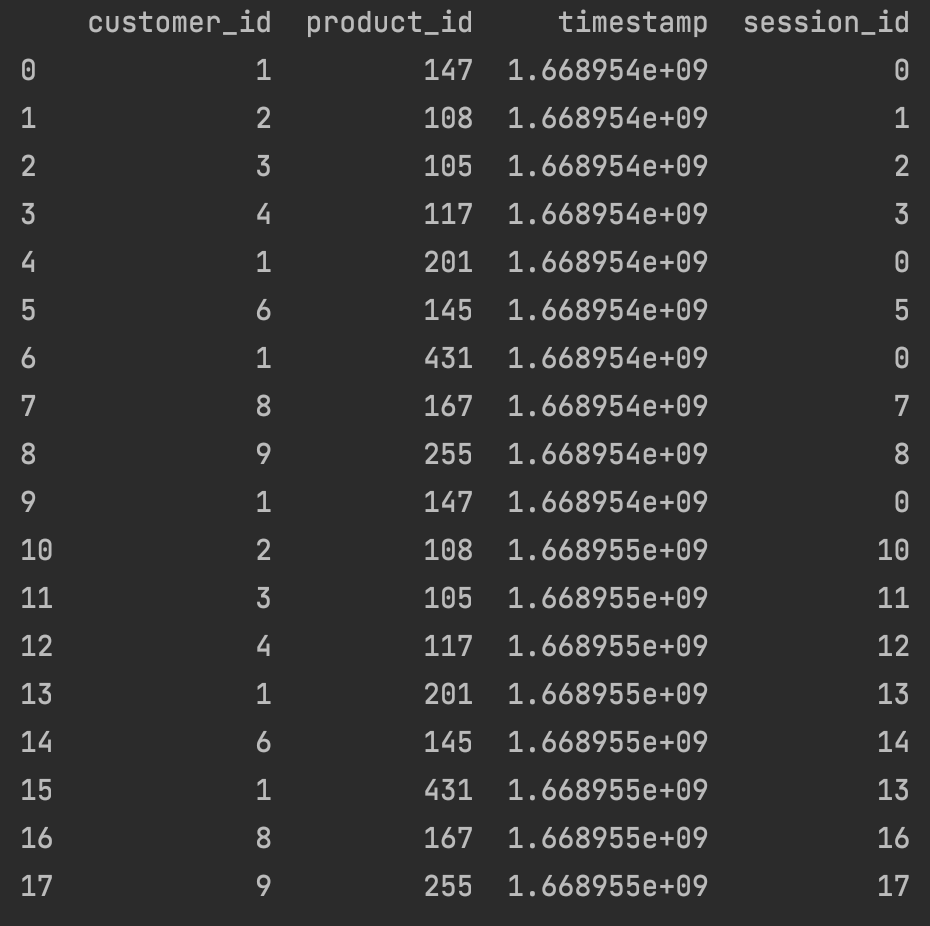 customer_id product_id timestamp session_id
0 1 147 1.668954e+09 0
1 2 108 1.668954e+09 1
2 3 105 1.668954e+09 2
3 4 117 1.668954e+09 3
4 1 201 1.668954e+09 0
5 6 145 1.668954e+09 5
6 1 431 1.668954e+09 0
7 8 167 1.668954e+09 7
8 9 255 1.668954e+09 8
9 1 147 1.668954e+09 0
10 2 108 1.668955e+09 10
11 3 105 1.668955e+09 11
12 4 117 1.668955e+09 12
13 1 201 1.668955e+09 13
14 6 145 1.668955e+09 14
15 1 431 1.668955e+09 13
16 8 167 1.668955e+09 16
17 9 255 1.668955e+09 17